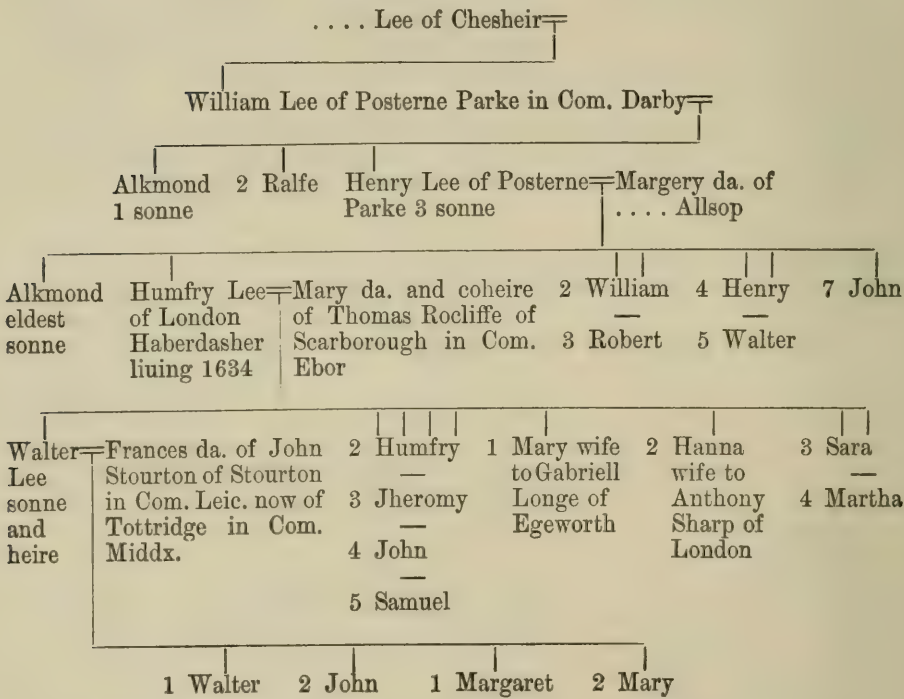 . . . . Lee of Chesheir
William Lee of Posterne Parke in Com. Darby
Alkmond
1 sonne
2 Ralfe
Henry Lee of Posterne
Parke 3 sonne
Margery da. of
. . . . Allsop
Alkmond
eldest
sonne
Humfry Lee
of London
Haberdasher
liuing 1634
Mary da. and coheire
of Thomas Rocliffe of
Scarborough in Com.
Ebor
2 William
—
3 Robert
4 Henry
—
5 Walter
7 John
Walter
Lee
sonne
and
heire
Frances da. of John
Stourton of Stourton
in Com. Leic. now of
Tottridge in Com.
Middx.
2 Humfry
—
3 Jheromy
—
4 John
—
5 Samuel
1 Mary wife
to Gabriell
Longe of
Egeworth
2 Hanna
wife to
Anthony
Sharp of
London
3 Sara
—
4 Martha
1 Walter
2 John
1 Margaret
2 Mary